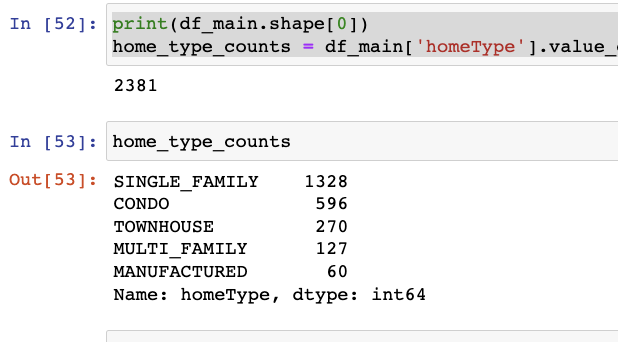 In [52]: print(df_main.shape[0])
home_type_counts = df_main['homeType'].value_
2381
In [53]: home_type_counts
Out[53]: SINGLE_FAMILY 1328
CONDO 596
TOWNHOUSE 270
MULTI_FAMILY 127
MANUFACTURED 60
Name: homeType, dtype: int64